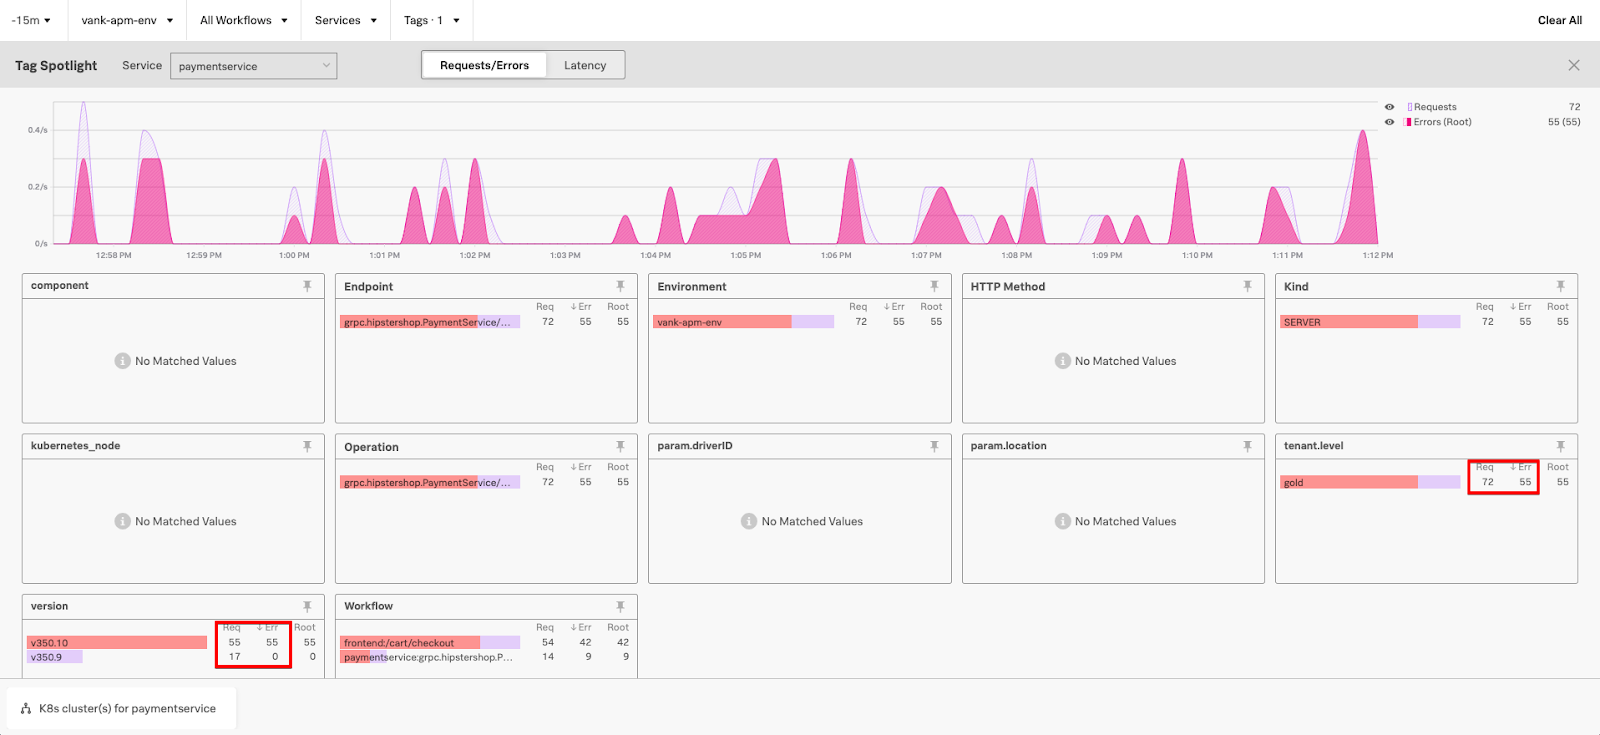 -15m vank-apm-env All Workflows Services Tags · 1 Clear All
Tag Spotlight Service paymentservice Requests/Errors Latency
Requests 72
Errors (Root) 55 (55)
0.4/s
0.2/s
0/s
12:58 PM 12:59 PM 1:00 PM 1:01 PM 1:02 PM 1:03 PM 1:04 PM 1:05 PM 1:06 PM 1:07 PM 1:08 PM 1:09 PM 1:10 PM 1:11 PM 1:12 PM
component
No Matched Values
Endpoint
Req ↓Err Root
grpc.hipstershop.PaymentService/... 72 55 55
Environment
Req ↓Err Root
vank-apm-env 72 55 55
HTTP Method
No Matched Values
Kind
Req ↓Err Root
SERVER 72 55 55
kubernetes_node
No Matched Values
Operation
Req ↓Err Root
grpc.hipstershop.PaymentService/... 72 55 55
param.driverID
No Matched Values
param.location
No Matched Values
tenant.level
Req ↓Err Root
gold 72 55 55
version
Req ↓Err Root
v350.10 55 55 55
v350.9 17 0 0
Workflow
Req ↓Err Root
frontend:/cart/checkout 54 42 42
paymentservice:grpc.hipstershop.P... 14 9 9
K8s cluster(s) for paymentservice